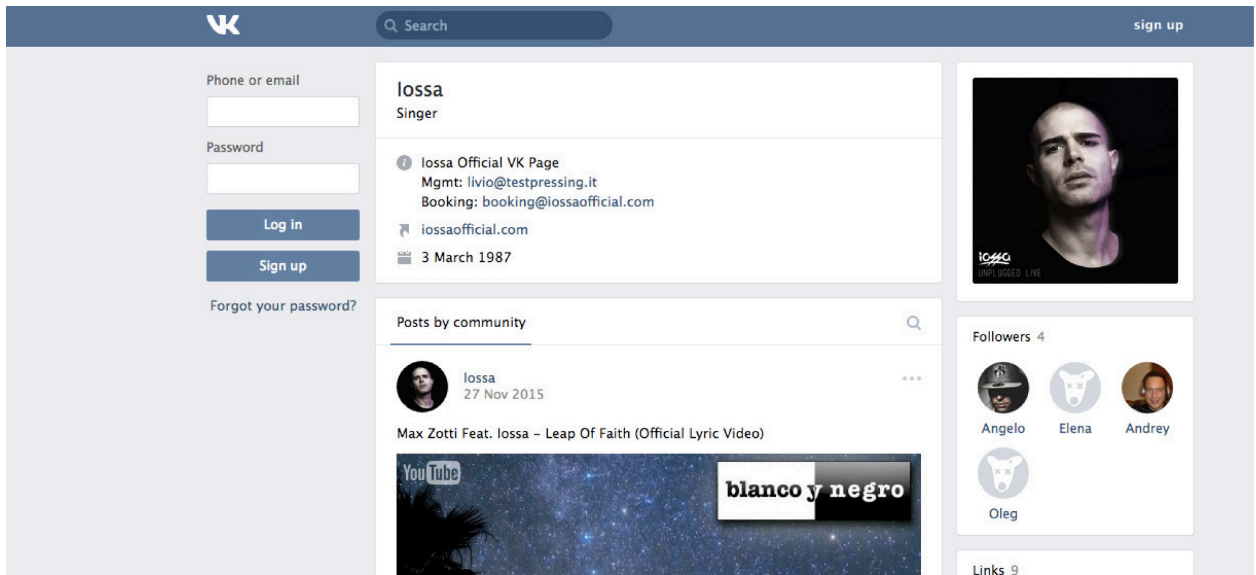 VK
Search
sign up
Phone or email
Password
Log in
Sign up
Forgot your password?
Iossa
Singer
Iossa Official VK Page
Mgmt: livio@testpressing.it
Booking: booking@iossaofficial.com
iossaofficial.com
3 March 1987
Posts by community
Iossa
27 Nov 2015
Max Zotti Feat. Iossa – Leap Of Faith (Official Lyric Video)
YouTube
blanco y negro
iossa
UNPLUGGED LIVE
Followers 4
Angelo
Elena
Andrey
Oleg
Links 9